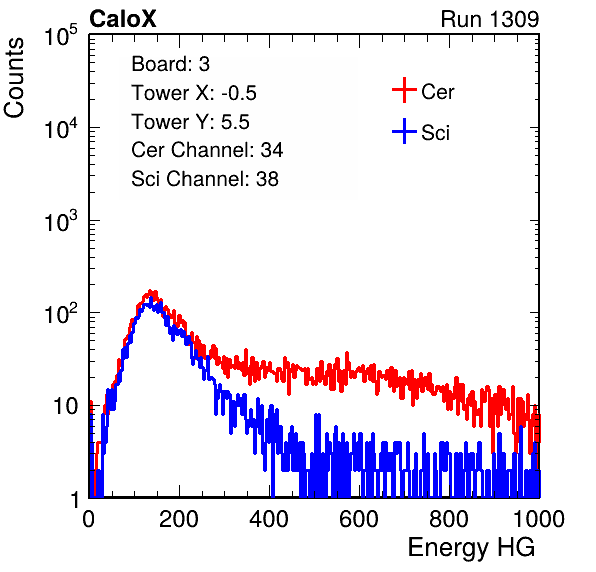 CaloX Run 1309
Counts
10^5
10^4
10^3
10^2
10
1
Board: 3
Tower X: -0.5
Tower Y: 5.5
Cer Channel: 34
Sci Channel: 38
Cer
Sci
0 200 400 600 800 1000
Energy HG